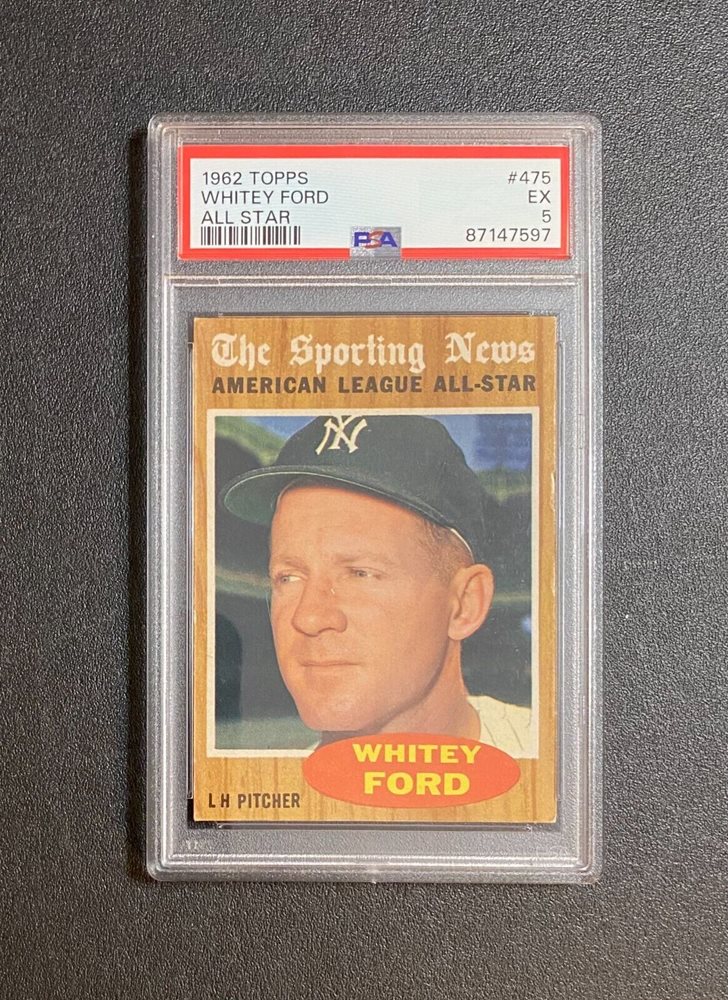 1962 TOPPS #475
WHITEY FORD EX
ALL STAR 5
PSA 87147597
The Sporting News
AMERICAN LEAGUE ALL-STAR
NY
WHITEY
FORD
L H PITCHER